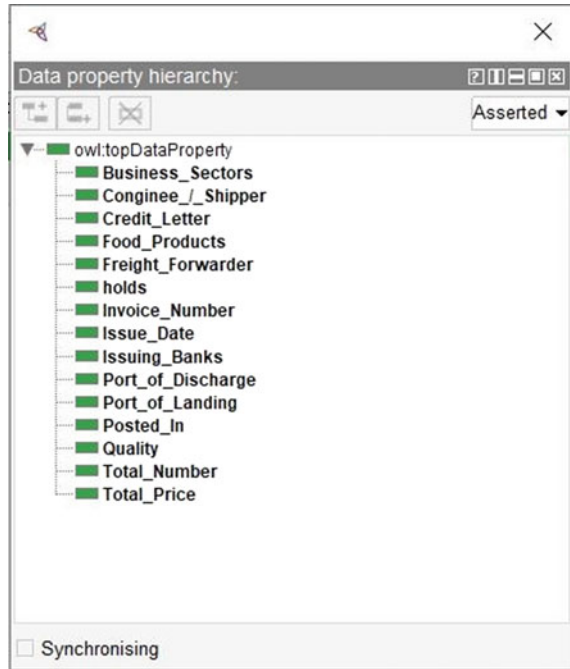 Data property hierarchy:
Asserted
owl:topDataProperty
Business_Sectors
Conginee_/_Shipper
Credit_Letter
Food_Products
Freight_Forwarder
holds
Invoice_Number
Issue_Date
Issuing_Banks
Port_of_Discharge
Port_of_Landing
Posted_In
Quality
Total_Number
Total_Price
Synchronising